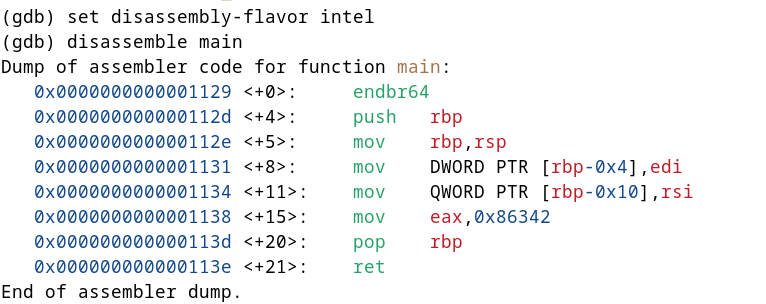 (gdb) set disassembly-flavor intel
(gdb) disassemble main
Dump of assembler code for function main:
   0x0000000000001129 <+0>:     endbr64
   0x000000000000112d <+4>:     push   rbp
   0x000000000000112e <+5>:     mov    rbp,rsp
   0x0000000000001131 <+8>:     mov    DWORD PTR [rbp-0x4],edi
   0x0000000000001134 <+11>:    mov    QWORD PTR [rbp-0x10],rsi
   0x0000000000001138 <+15>:    mov    eax,0x86342
   0x000000000000113d <+20>:    pop    rbp
   0x000000000000113e <+21>:    ret
End of assembler dump.